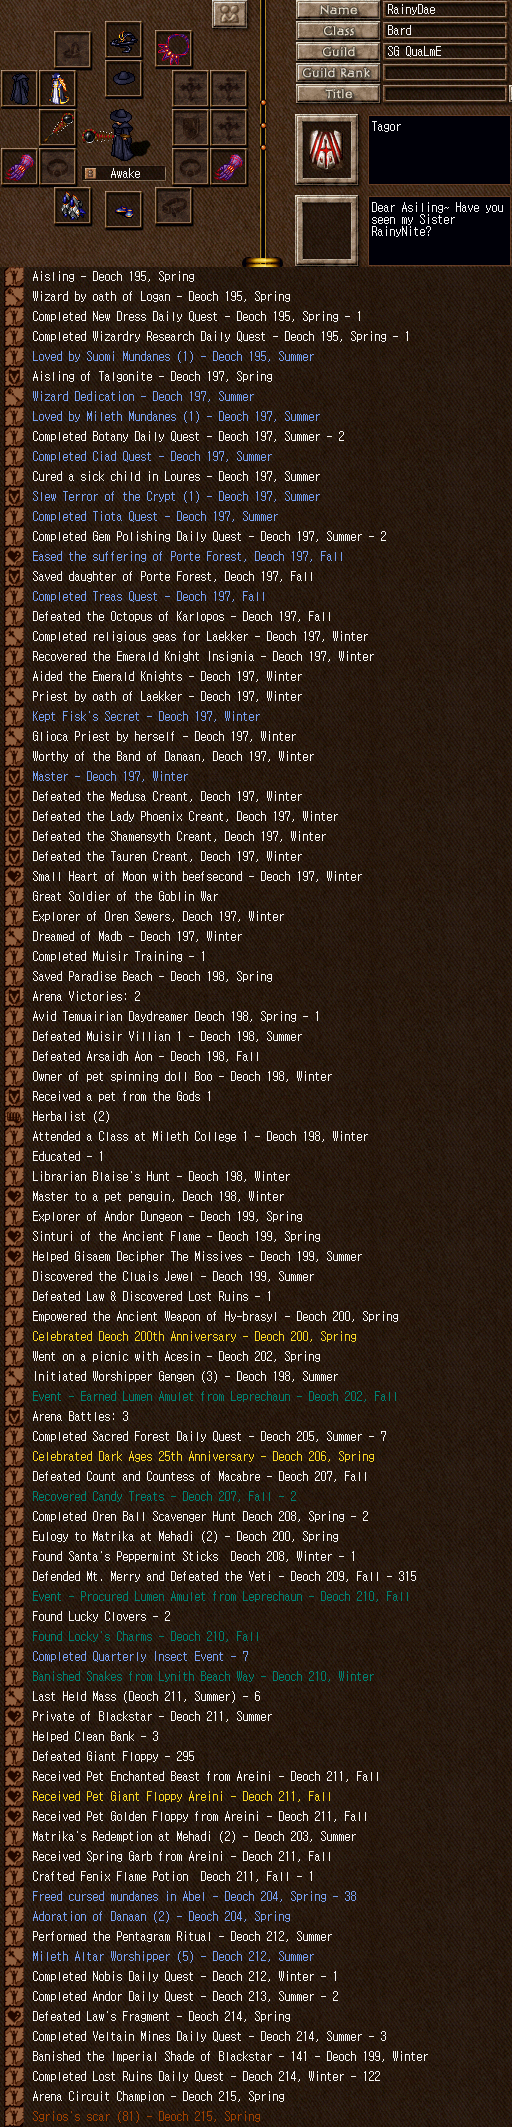 Name
RainyDae
Class
Bard
Guild
SG QuaLmE
Guild Rank
Title
Tagor
Awake
Dear Asiling~ Have you
seen my Sister
RainyNite?
Aisling - Deoch 195, Spring
Wizard by oath of Logan - Deoch 195, Spring
Completed New Dress Daily Quest - Deoch 195, Spring - 1
Completed Wizardry Research Daily Quest - Deoch 195, Spring - 1
Loved by Suomi Mundanes (1) - Deoch 195, Summer
Aisling of Talgonite - Deoch 197, Spring
Wizard Dedication - Deoch 197, Summer
Loved by Mileth Mundanes (1) - Deoch 197, Summer
Completed Botany Daily Quest - Deoch 197, Summer - 2
Completed Ciad Quest - Deoch 197, Summer
Cured a sick child in Loures - Deoch 197, Summer
Slew Terror of the Crypt (1) - Deoch 197, Summer
Completed Tiota Quest - Deoch 197, Summer
Completed Gem Polishing Daily Quest - Deoch 197, Summer - 2
Eased the suffering of Porte Forest, Deoch 197, Fall
Saved daughter of Porte Forest, Deoch 197, Fall
Completed Treas Quest - Deoch 197, Fall
Defeated the Octopus of Karlopos - Deoch 197, Fall
Completed religious geas for Laekker - Deoch 197, Winter
Recovered the Emerald Knight Insignia - Deoch 197, Winter
Aided the Emerald Knights - Deoch 197, Winter
Priest by oath of Laekker - Deoch 197, Winter
Kept Fisk's Secret - Deoch 197, Winter
Glioca Priest by herself - Deoch 197, Winter
Worthy of the Band of Danaan, Deoch 197, Winter
Master - Deoch 197, Winter
Defeated the Medusa Creant, Deoch 197, Winter
Defeated the Lady Phoenix Creant, Deoch 197, Winter
Defeated the Shamensyth Creant, Deoch 197, Winter
Defeated the Tauren Creant, Deoch 197, Winter
Small Heart of Moon with beefsecond - Deoch 197, Winter
Great Soldier of the Goblin War
Explorer of Oren Sewers, Deoch 197, Winter
Dreamed of Madb - Deoch 197, Winter
Completed Muisir Training - 1
Saved Paradise Beach - Deoch 198, Spring
Arena Victories: 2
Avid Temuairian Daydreamer Deoch 198, Spring - 1
Defeated Muisir Villian 1 - Deoch 198, Summer
Defeated Arsaidh Aon - Deoch 198, Fall
Owner of pet spinning doll Boo - Deoch 198, Winter
Received a pet from the Gods 1
Herbalist (2)
Attended a Class at Mileth College 1 - Deoch 198, Winter
Educated - 1
Librarian Blaise's Hunt - Deoch 198, Winter
Master to a pet penguin, Deoch 198, Winter
Explorer of Andor Dungeon - Deoch 199, Spring
Sinturi of the Ancient Flame - Deoch 199, Spring
Helped Gisaem Decipher The Missives - Deoch 199, Summer
Discovered the Cluais Jewel - Deoch 199, Summer
Defeated Law & Discovered Lost Ruins - 1
Empowered the Ancient Weapon of Hy-brasyl - Deoch 200, Spring
Celebrated Deoch 200th Anniversary - Deoch 200, Spring
Went on a picnic with Acesin - Deoch 202, Spring
Initiated Worshipper Gengen (3) - Deoch 198, Summer
Event - Earned Lumen Amulet from Leprechaun - Deoch 202, Fall
Arena Battles: 3
Completed Sacred Forest Daily Quest - Deoch 205, Summer - 7
Celebrated Dark Ages 25th Anniversary - Deoch 206, Spring
Defeated Count and Countess of Macabre - Deoch 207, Fall
Recovered Candy Treats - Deoch 207, Fall - 2
Completed Oren Ball Scavenger Hunt Deoch 208, Spring - 2
Eulogy to Matrika at Mehadi (2) - Deoch 200, Spring
Found Santa's Peppermint Sticks  Deoch 208, Winter - 1
Defended Mt. Merry and Defeated the Yeti - Deoch 209, Fall - 315
Event - Procured Lumen Amulet from Leprechaun - Deoch 210, Fall
Found Lucky Clovers - 2
Found Locky's Charms - Deoch 210, Fall
Completed Quarterly Insect Event - 7
Banished Snakes from Lynith Beach Way - Deoch 210, Winter
Last Held Mass (Deoch 211, Summer) - 6
Private of Blackstar - Deoch 211, Summer
Helped Clean Bank - 3
Defeated Giant Floppy - 295
Received Pet Enchanted Beast from Areini - Deoch 211, Fall
Received Pet Giant Floppy Areini - Deoch 211, Fall
Received Pet Golden Floppy from Areini - Deoch 211, Fall
Matrika's Redemption at Mehadi (2) - Deoch 203, Summer
Received Spring Garb from Areini - Deoch 211, Fall
Crafted Fenix Flame Potion  Deoch 211, Fall - 1
Freed cursed mundanes in Abel - Deoch 204, Spring - 38
Adoration of Danaan (2) - Deoch 204, Spring
Performed the Pentagram Ritual - Deoch 212, Summer
Mileth Altar Worshipper (5) - Deoch 212, Summer
Completed Nobis Daily Quest - Deoch 212, Winter - 1
Completed Andor Daily Quest - Deoch 213, Summer - 2
Defeated Law's Fragment - Deoch 214, Spring
Completed Veltain Mines Daily Quest - Deoch 214, Summer - 3
Banished the Imperial Shade of Blackstar - 141 - Deoch 199, Winter
Completed Lost Ruins Daily Quest - Deoch 214, Winter - 122
Arena Circuit Champion - Deoch 215, Spring
Sgrios's scar (81) - Deoch 215, Spring